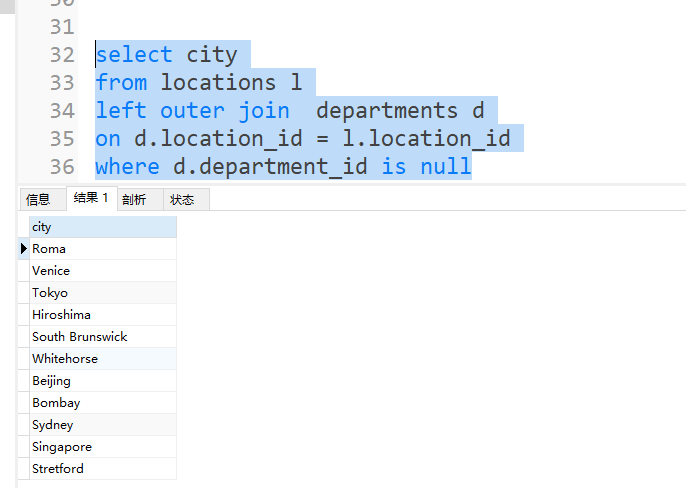 30
31
32 select city
33 from locations l
34 left outer join  departments d
35 on d.location_id = l.location_id
36 where d.department_id is null
信息 结果 1 剖析 状态
city
Roma
Venice
Tokyo
Hiroshima
South Brunswick
Whitehorse
Beijing
Bombay
Sydney
Singapore
Stretford